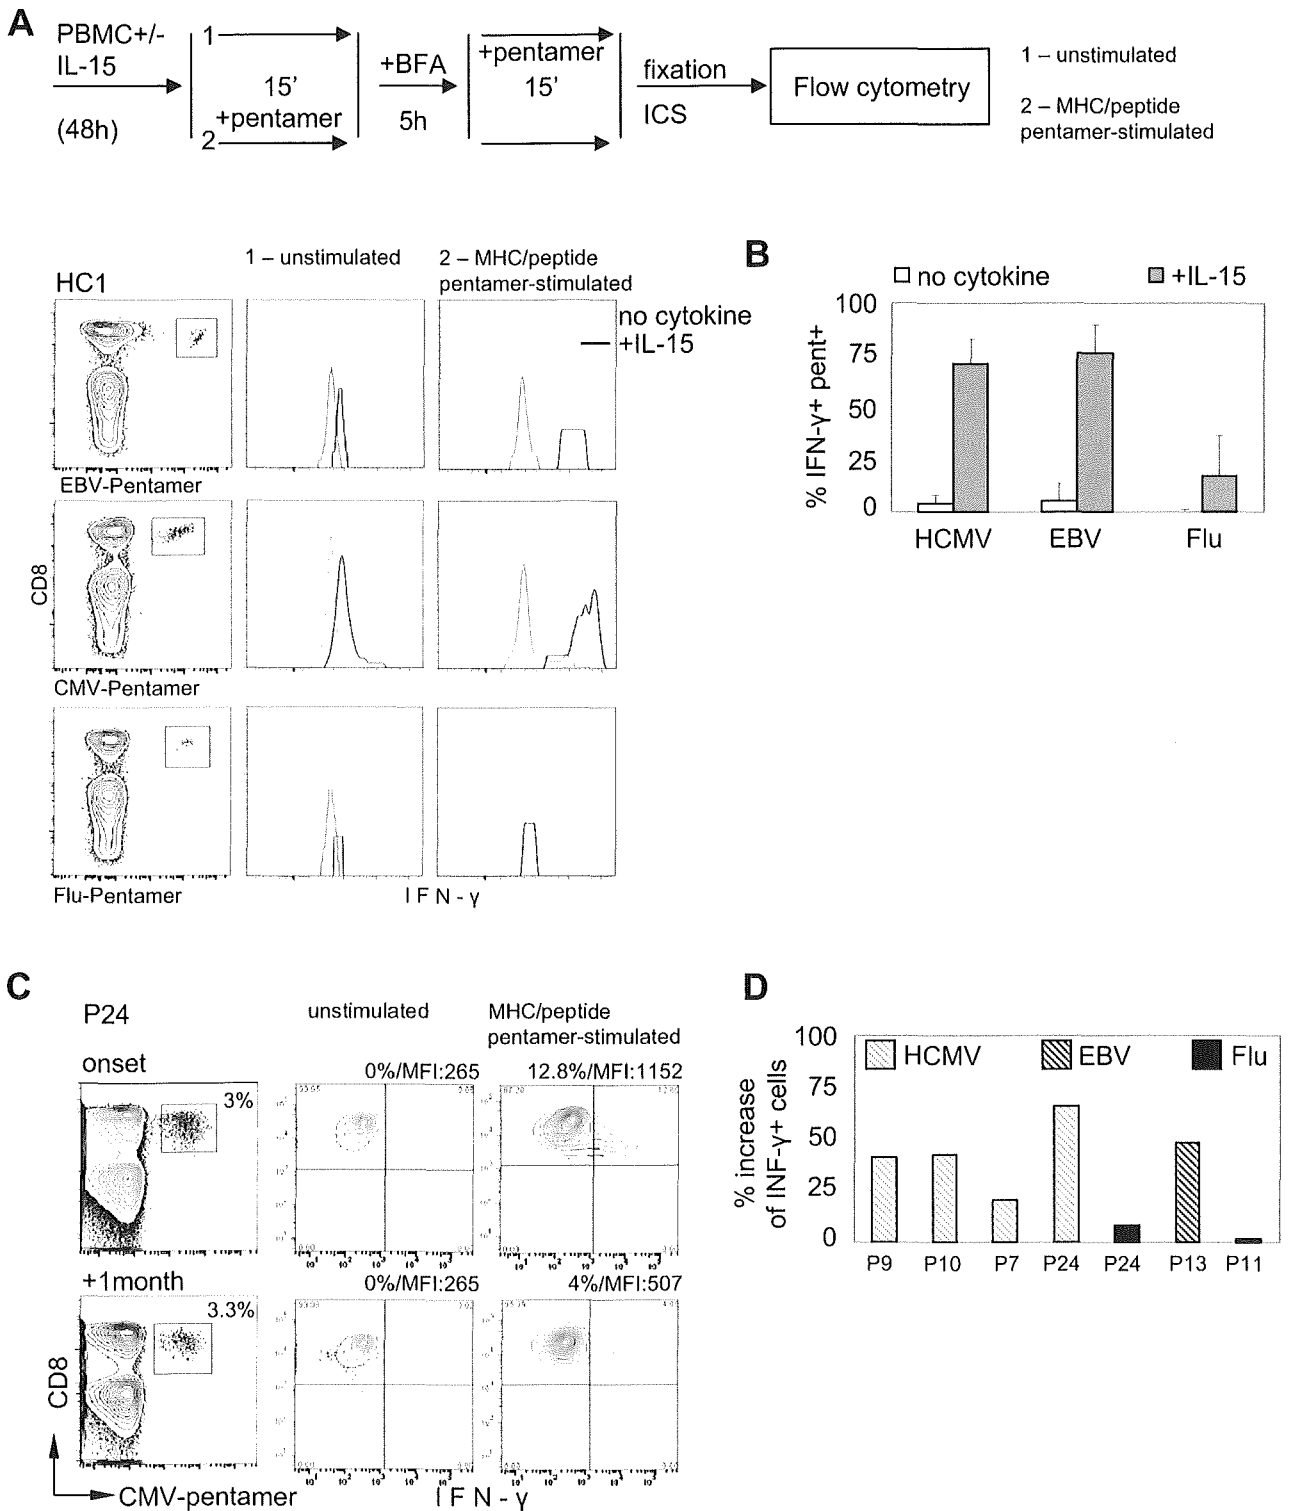 A
PBMC+/-
IL-15
(48h)
1
15’
+pentamer
2
+BFA
5h
+pentamer
15’
fixation
ICS
Flow cytometry
1 – unstimulated
2 – MHC/peptide
pentamer-stimulated
HC1
1 – unstimulated
2 – MHC/peptide
pentamer-stimulated
no cytokine
+IL-15
EBV-Pentamer
CD8
CMV-Pentamer
Flu-Pentamer
I F N - γ
B
no cytokine
+IL-15
% IFN-γ+ pent+
100
75
50
25
0
HCMV
EBV
Flu
C
P24
onset
unstimulated
MHC/peptide
pentamer-stimulated
3%
0%/MFI:265
12.8%/MFI:1152
+1month
3.3%
0%/MFI:265
4%/MFI:507
CD8
CMV-pentamer
I F N - γ
D
% increase
of INF-γ+ cells
100
75
50
25
0
HCMV
EBV
Flu
P9
P10
P7
P24
P24
P13
P11